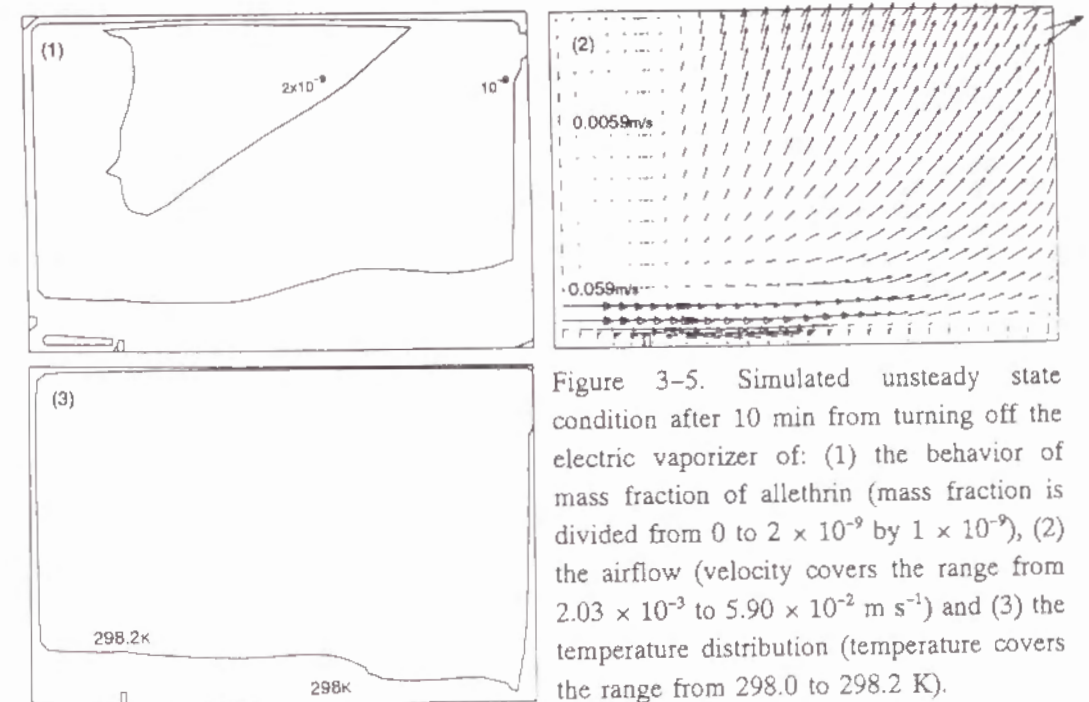 (1)
2x10⁻⁹
10⁻⁹
(2)
0.0059m/s
0.059m/s
(3)
298.2K
298K
Figure 3–5. Simulated unsteady state
condition after 10 min from turning off the
electric vaporizer of: (1) the behavior of
mass fraction of allethrin (mass fraction is
divided from 0 to 2 × 10⁻⁹ by 1 × 10⁻⁹), (2)
the airflow (velocity covers the range from
2.03 × 10⁻³ to 5.90 × 10⁻² m s⁻¹) and (3) the
temperature distribution (temperature covers
the range from 298.0 to 298.2 K).